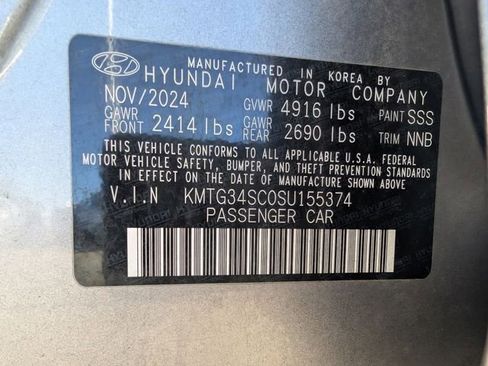 MANUFACTURED IN KOREA BY
HYUNDAI MOTOR COMPANY
NOV/2024 GVWR 4916 lbs PAINT SSS
GAWR FRONT 2414 lbs GAWR REAR 2690 lbs TRIM NNB
THIS VEHICLE CONFORMS TO ALL APPLICABLE U.S.A. FEDERAL
MOTOR VEHICLE SAFETY, BUMPER, AND THEFT PREVENTION STANDARDS
IN EFFECT ON THE DATE OF MANUFACTURE SHOWN ABOVE.
V.I.N KMTG34SC0SU155374
PASSENGER CAR